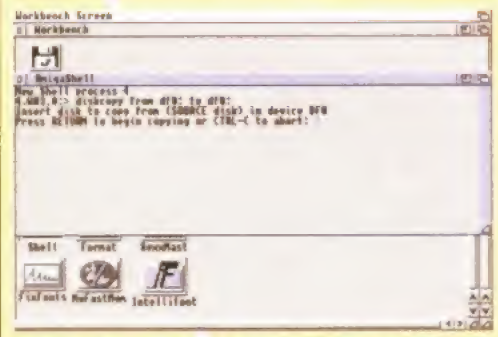 Workbench Screen
Workbench
AmigaShell
New Shell process 4
4.WB3.0:> diskcopy from df0: to df0:
Insert disk to copy from (SOURCE disk) in device DF0
Press RETURN to begin copying or CTRL-C to abort:
Shell Format
FixFonts NoFastMem Intellifont